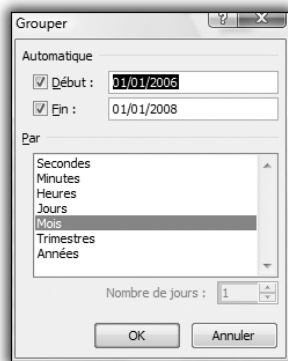 Grouper
Automatique
Début : 01/01/2006
Fin : 01/01/2008
Par
Secondes
Minutes
Heures
Jours
Mois
Trimestres
Années
Nombre de jours : 1
OK Annuler